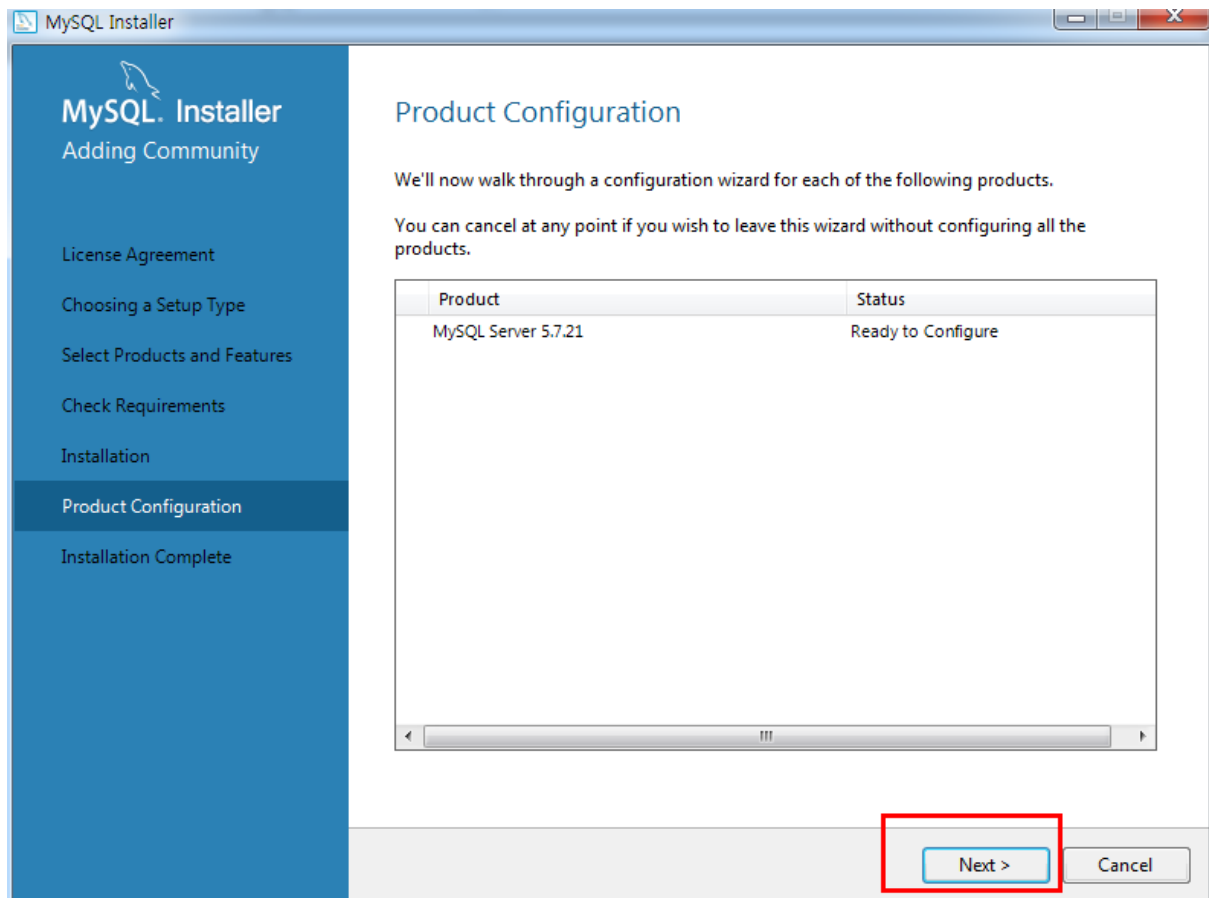 MySQL Installer
MySQL. Installer
Adding Community
License Agreement
Choosing a Setup Type
Select Products and Features
Check Requirements
Installation
Product Configuration
Installation Complete
Product Configuration
We'll now walk through a configuration wizard for each of the following products.
You can cancel at any point if you wish to leave this wizard without configuring all the
products.
Product Status
MySQL Server 5.7.21 Ready to Configure
Next > Cancel